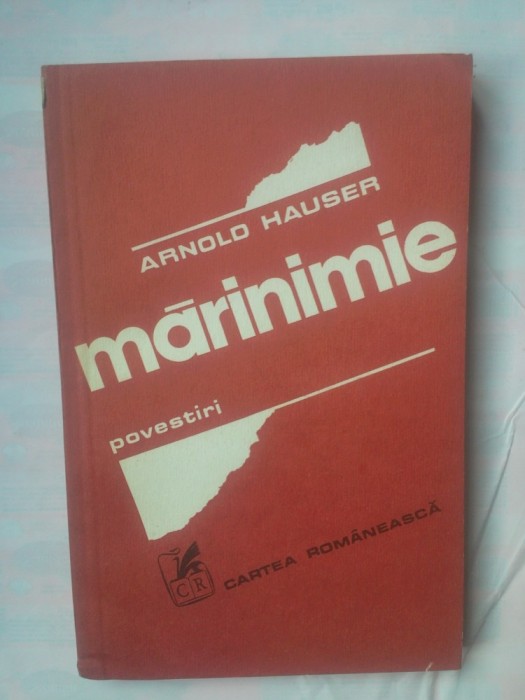 ARNOLD HAUSER
mărinimie
povestiri
CR
CARTEA ROMÂNEASCĂ